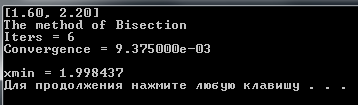 [1.60, 2.20]
The method of Bisection
Iters = 6
Convergence = 9.375000e-03
xmin = 1.998437
Для продолжения нажмите любую клавишу . . .